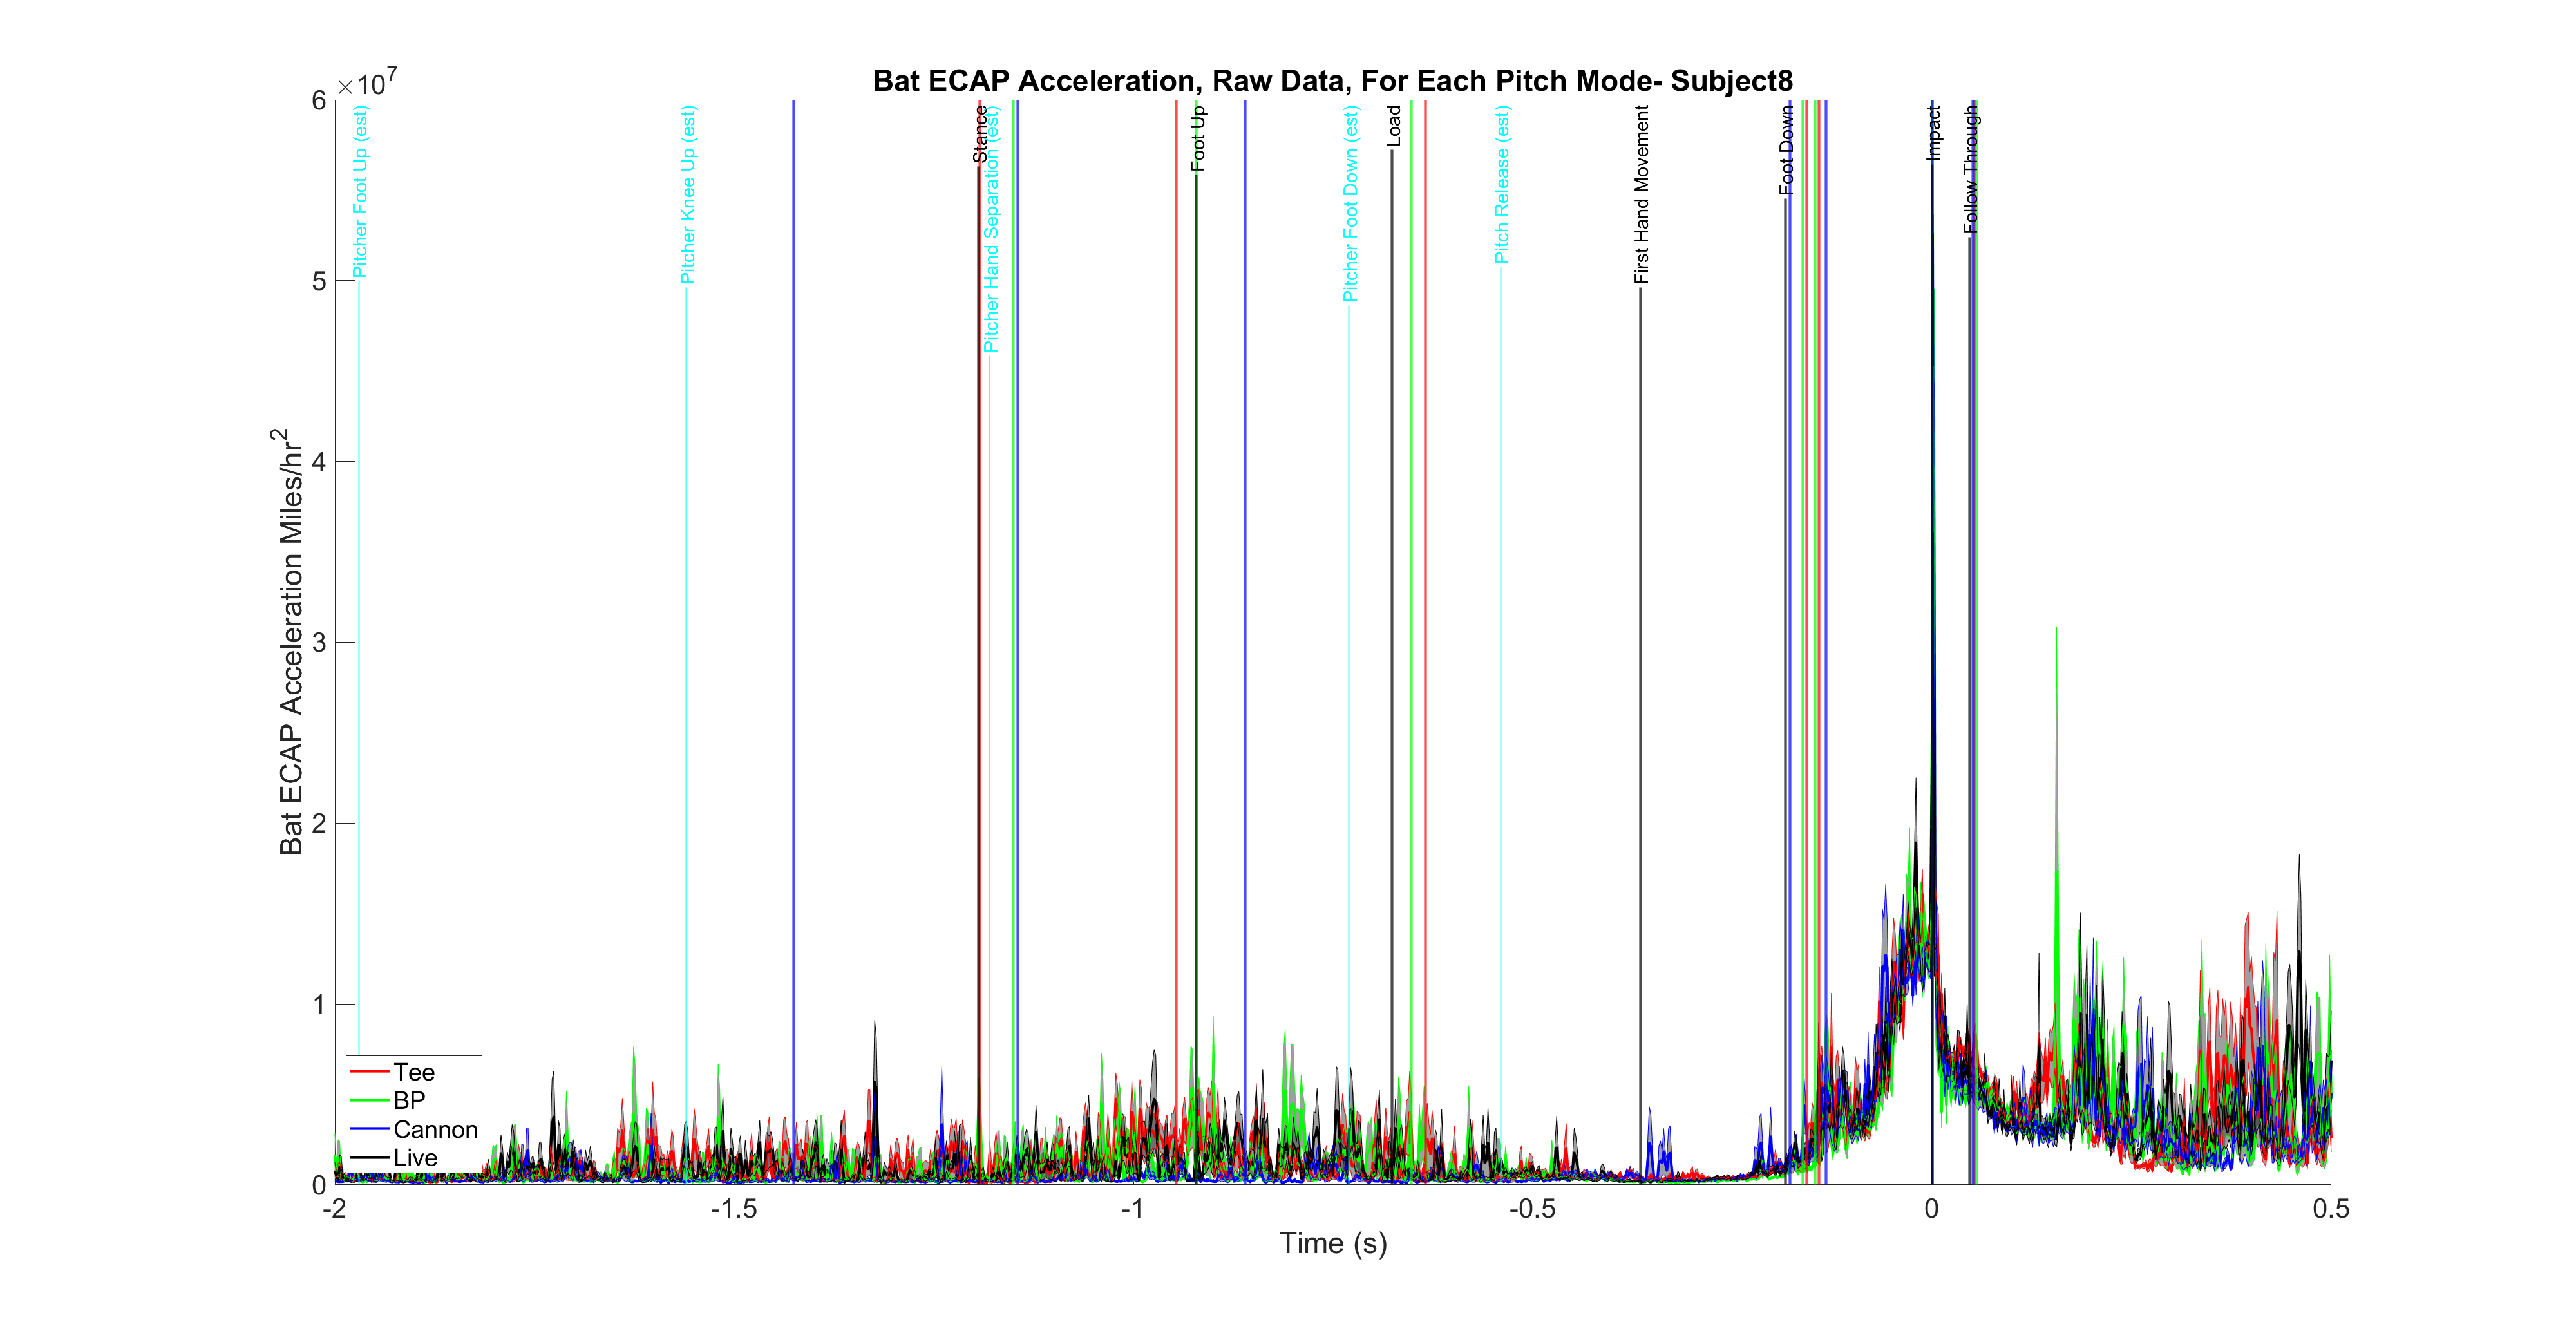 Bat ECAP Acceleration, Raw Data, For Each Pitch Mode- Subject8
×10^7
6
5
4
3
2
1
0
Bat ECAP Acceleration Miles/hr^2
Pitcher Foot Up (est)
Pitcher Knee Up (est)
Stance
Pitcher Hand Separation (est)
Foot Up
Pitcher Foot Down (est)
Load
Pitch Release (est)
First Hand Movement
Foot Down
Impact
Follow Through
Tee
BP
Cannon
Live
-2
-1.5
-1
-0.5
0
0.5
Time (s)